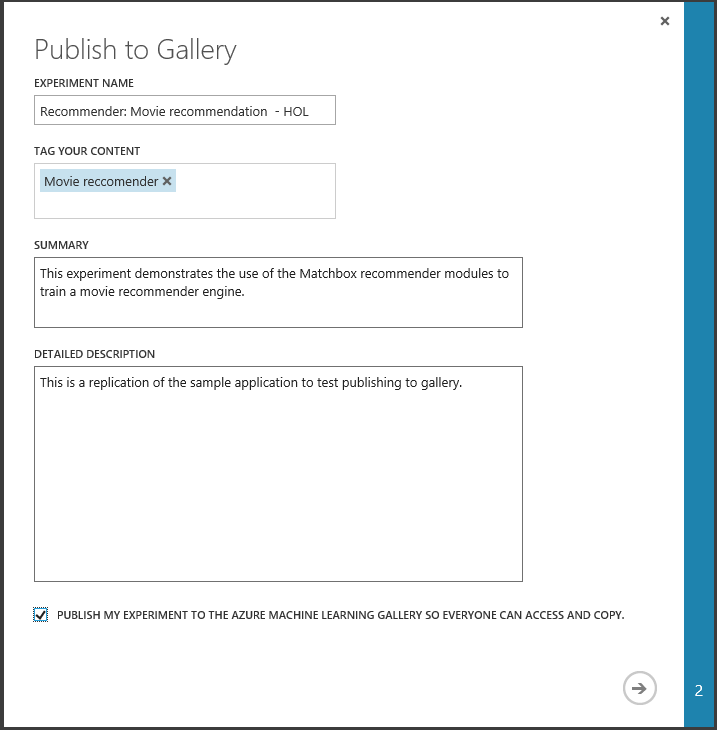 Publish to Gallery
EXPERIMENT NAME
Recommender: Movie recommendation  - HOL
TAG YOUR CONTENT
Movie reccomender
SUMMARY
This experiment demonstrates the use of the Matchbox recommender modules to
train a movie recommender engine.
DETAILED DESCRIPTION
This is a replication of the sample application to test publishing to gallery.
PUBLISH MY EXPERIMENT TO THE AZURE MACHINE LEARNING GALLERY SO EVERYONE CAN ACCESS AND COPY.
2